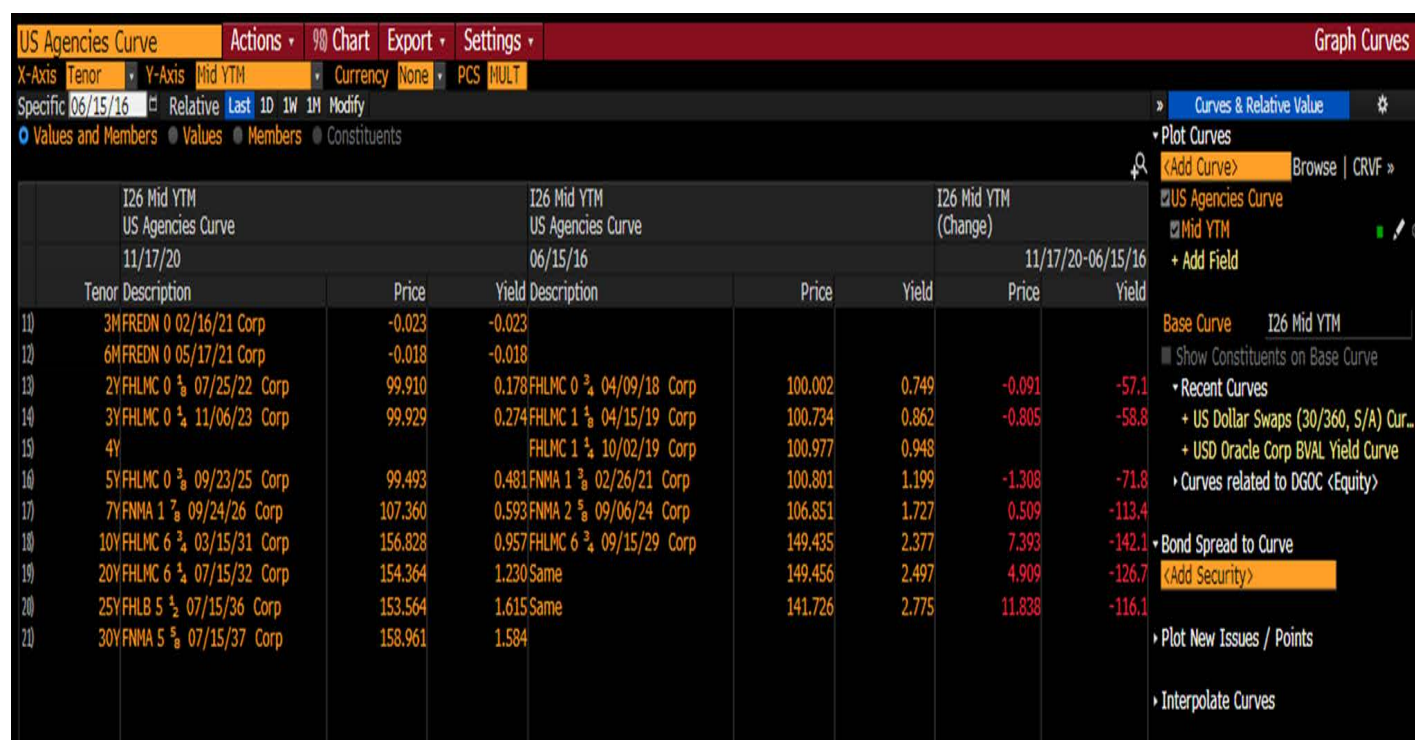 US Agencies Curve Actions 98) Chart Export Settings Graph Curves
X-Axis Tenor Y-Axis Mid YTM Currency None PCS MULT
Specific 06/15/16 Relative Last 1D 1W 1M Modify » Curves & Relative Value
Values and Members Values Members Constituents Plot Curves
<Add Curve> Browse | CRVF »
I26 Mid YTM I26 Mid YTM I26 Mid YTM US Agencies Curve
US Agencies Curve US Agencies Curve (Change) Mid YTM
11/17/20 06/15/16 11/17/20-06/15/16 + Add Field
Tenor Description Price Yield Description Price Yield Price Yield
11) 3M FREDN 0 02/16/21 Corp -0.023 -0.023 Base Curve I26 Mid YTM
12) 6M FREDN 0 05/17/21 Corp -0.018 -0.018 Show Constituents on Base Curve
13) 2Y FHLMC 0 1/8 07/25/22 Corp 99.910 0.178 FHLMC 0 3/4 04/09/18 Corp 100.002 0.749 -0.091 -57.1 Recent Curves
14) 3Y FHLMC 0 1/4 11/06/23 Corp 99.929 0.274 FHLMC 1 1/8 04/15/19 Corp 100.734 0.862 -0.805 -58.8 + US Dollar Swaps (30/360, S/A) Cur...
15) 4Y FHLMC 1 1/4 10/02/19 Corp 100.977 0.948 + USD Oracle Corp BVAL Yield Curve
16) 5Y FHLMC 0 3/8 09/23/25 Corp 99.493 0.481 FNMA 1 3/8 02/26/21 Corp 100.801 1.199 -1.308 -71.8 Curves related to DGOC <Equity>
17) 7Y FNMA 1 7/8 09/24/26 Corp 107.360 0.593 FNMA 2 5/8 09/06/24 Corp 106.851 1.727 0.509 -113.4
18) 10Y FHLMC 6 3/4 03/15/31 Corp 156.828 0.957 FHLMC 6 3/4 09/15/29 Corp 149.435 2.377 7.393 -142.1 Bond Spread to Curve
19) 20Y FHLMC 6 1/4 07/15/32 Corp 154.364 1.230 Same 149.456 2.497 4.909 -126.7 <Add Security>
20) 25Y FHLB 5 1/2 07/15/36 Corp 153.564 1.615 Same 141.726 2.775 11.838 -116.1
21) 30Y FNMA 5 5/8 07/15/37 Corp 158.961 1.584 Plot New Issues / Points
Interpolate Curves